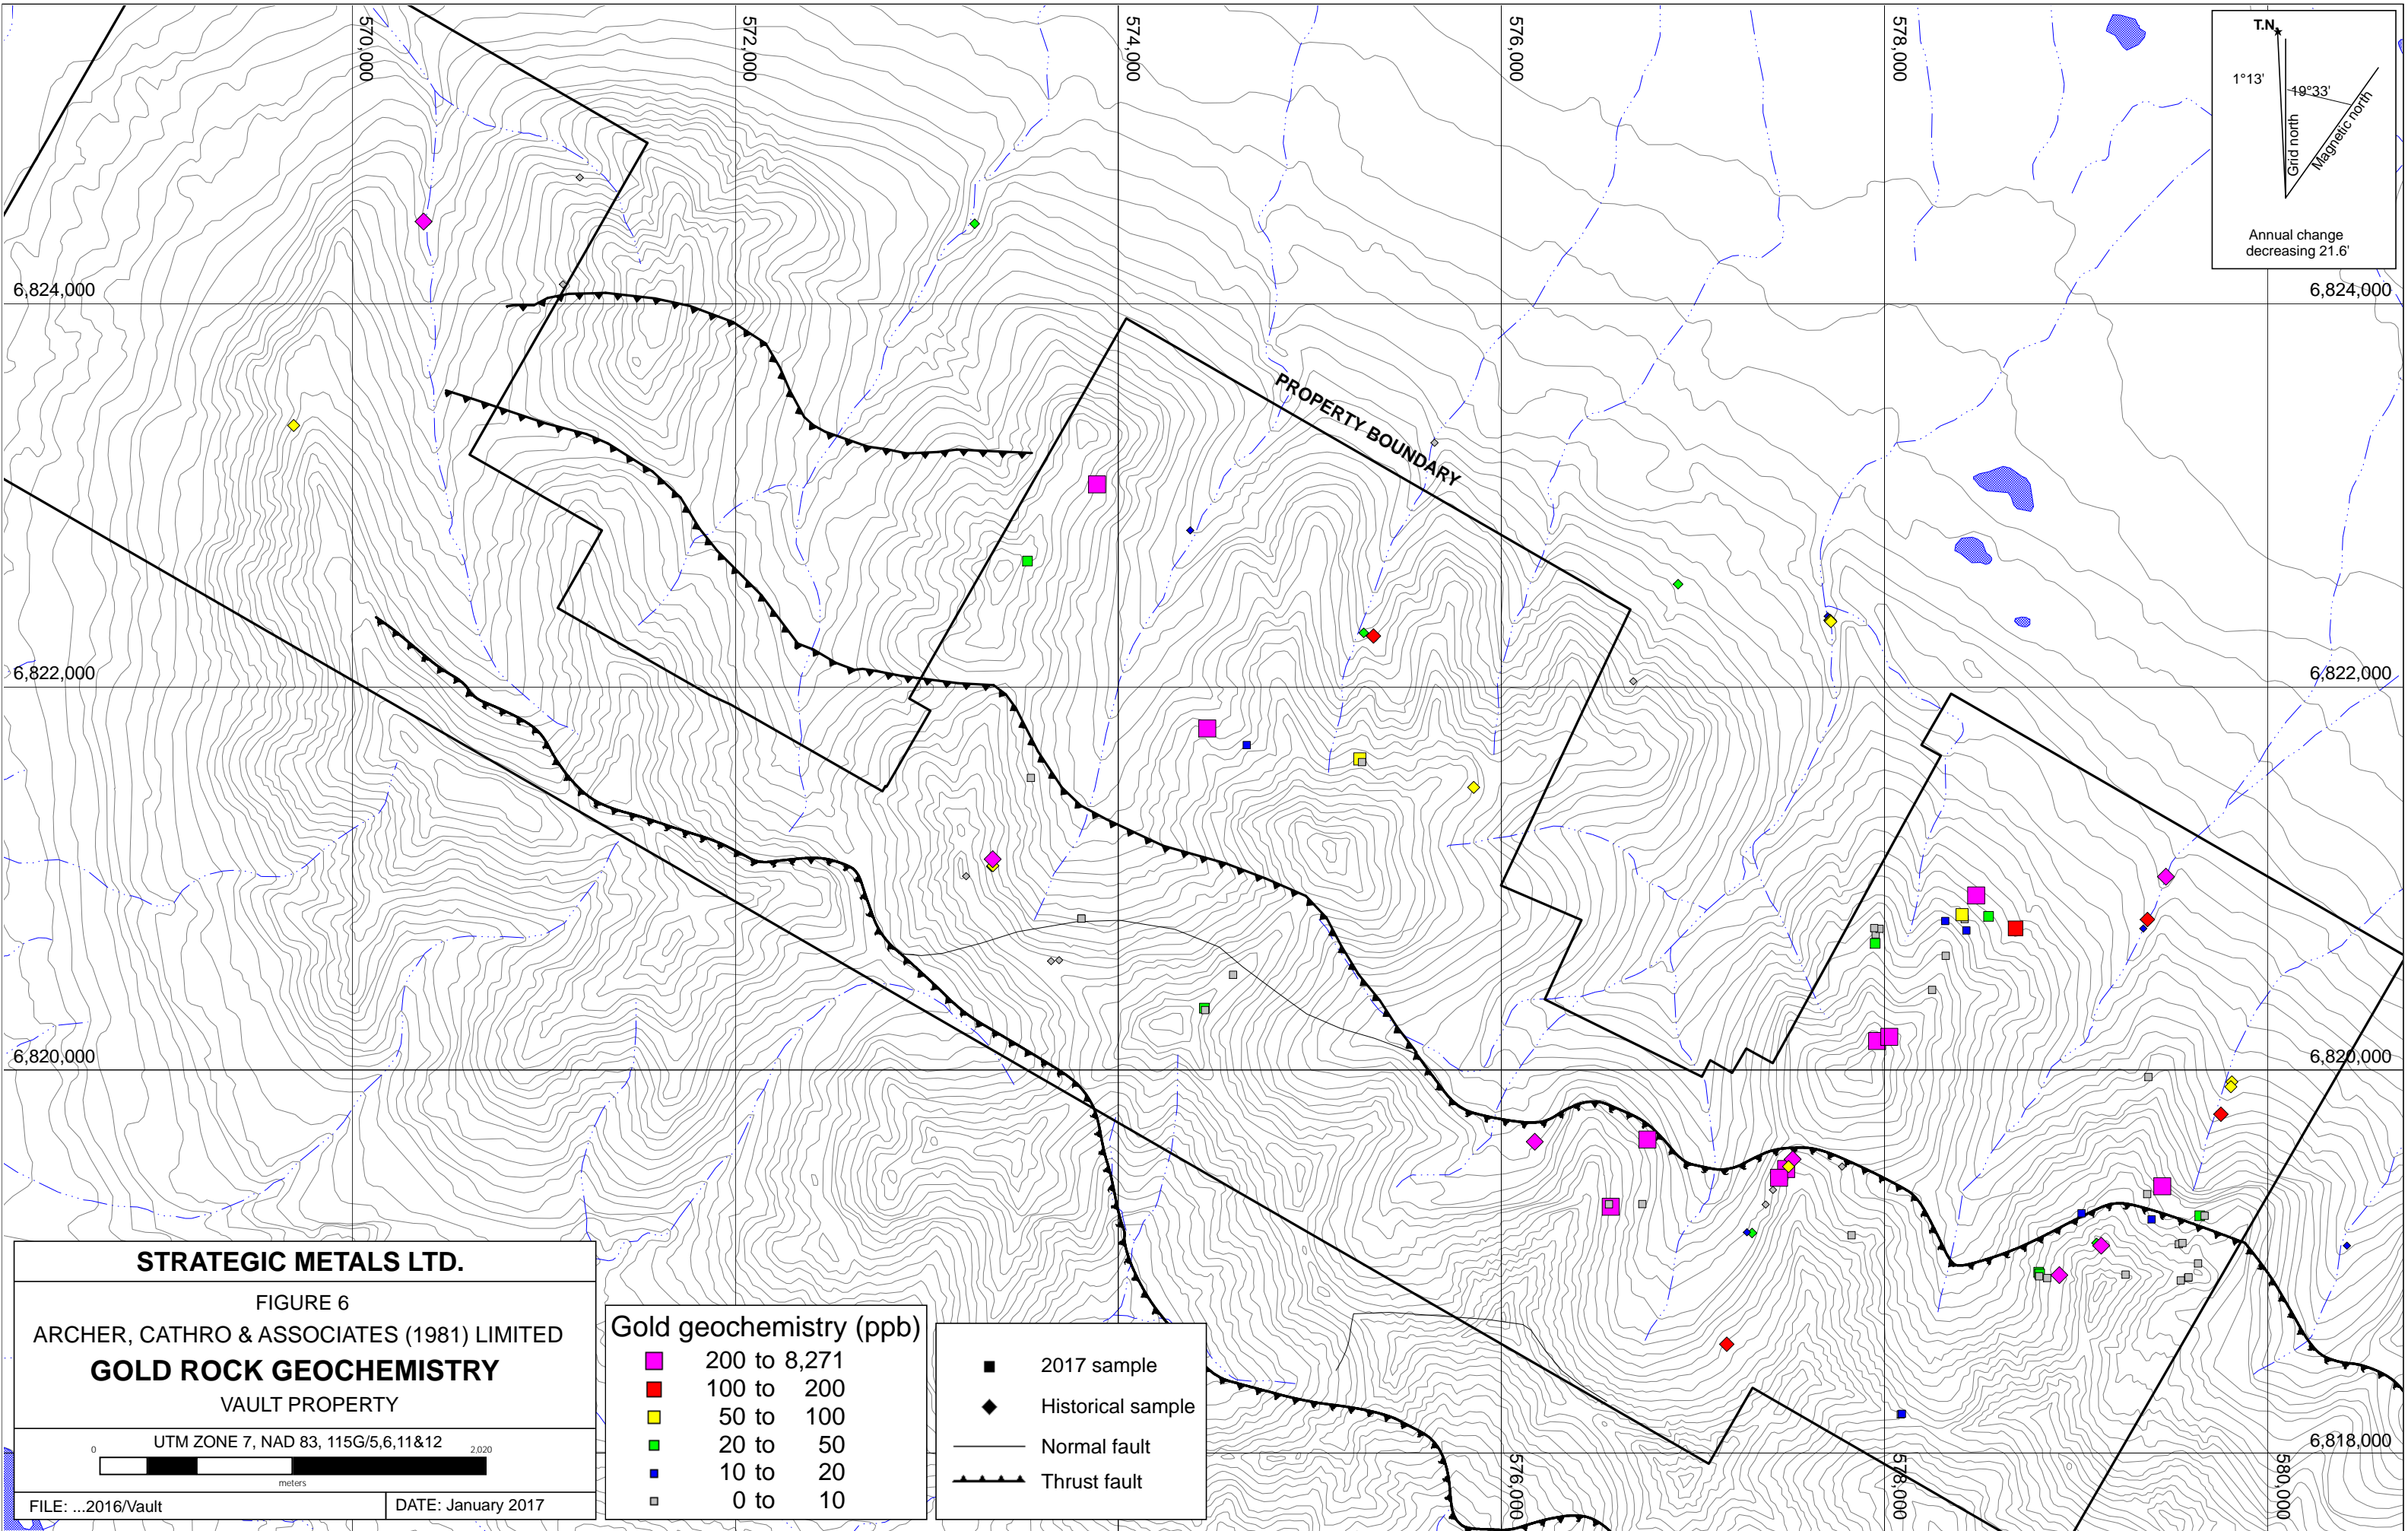 570,000
572,000
574,000
576,000
578,000
T.N.
1°13'
19°33'
Grid north
Magnetic north
Annual change
decreasing 21.6'
6,824,000
6,824,000
PROPERTY BOUNDARY
6,822,000
6,822,000
6,820,000
6,820,000
6,818,000
576,000
578,000
580,000
STRATEGIC METALS LTD.
FIGURE 6
ARCHER, CATHRO & ASSOCIATES (1981) LIMITED
GOLD ROCK GEOCHEMISTRY
VAULT PROPERTY
UTM ZONE 7, NAD 83, 115G/5,6,11&12
0 2,020
meters
FILE: ...2016/Vault
DATE: January 2017
Gold geochemistry (ppb)
200 to 8,271
100 to 200
50 to 100
20 to 50
10 to 20
0 to 10
2017 sample
Historical sample
Normal fault
Thrust fault